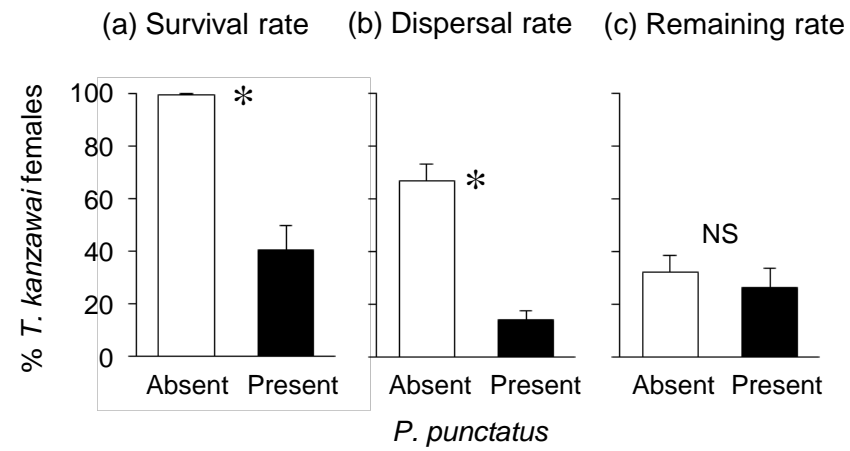 (a) Survival rate (b) Dispersal rate (c) Remaining rate
% T. kanzawai females
100
80
60
40
20
0
*
*
NS
Absent Present Absent Present Absent Present
P. punctatus